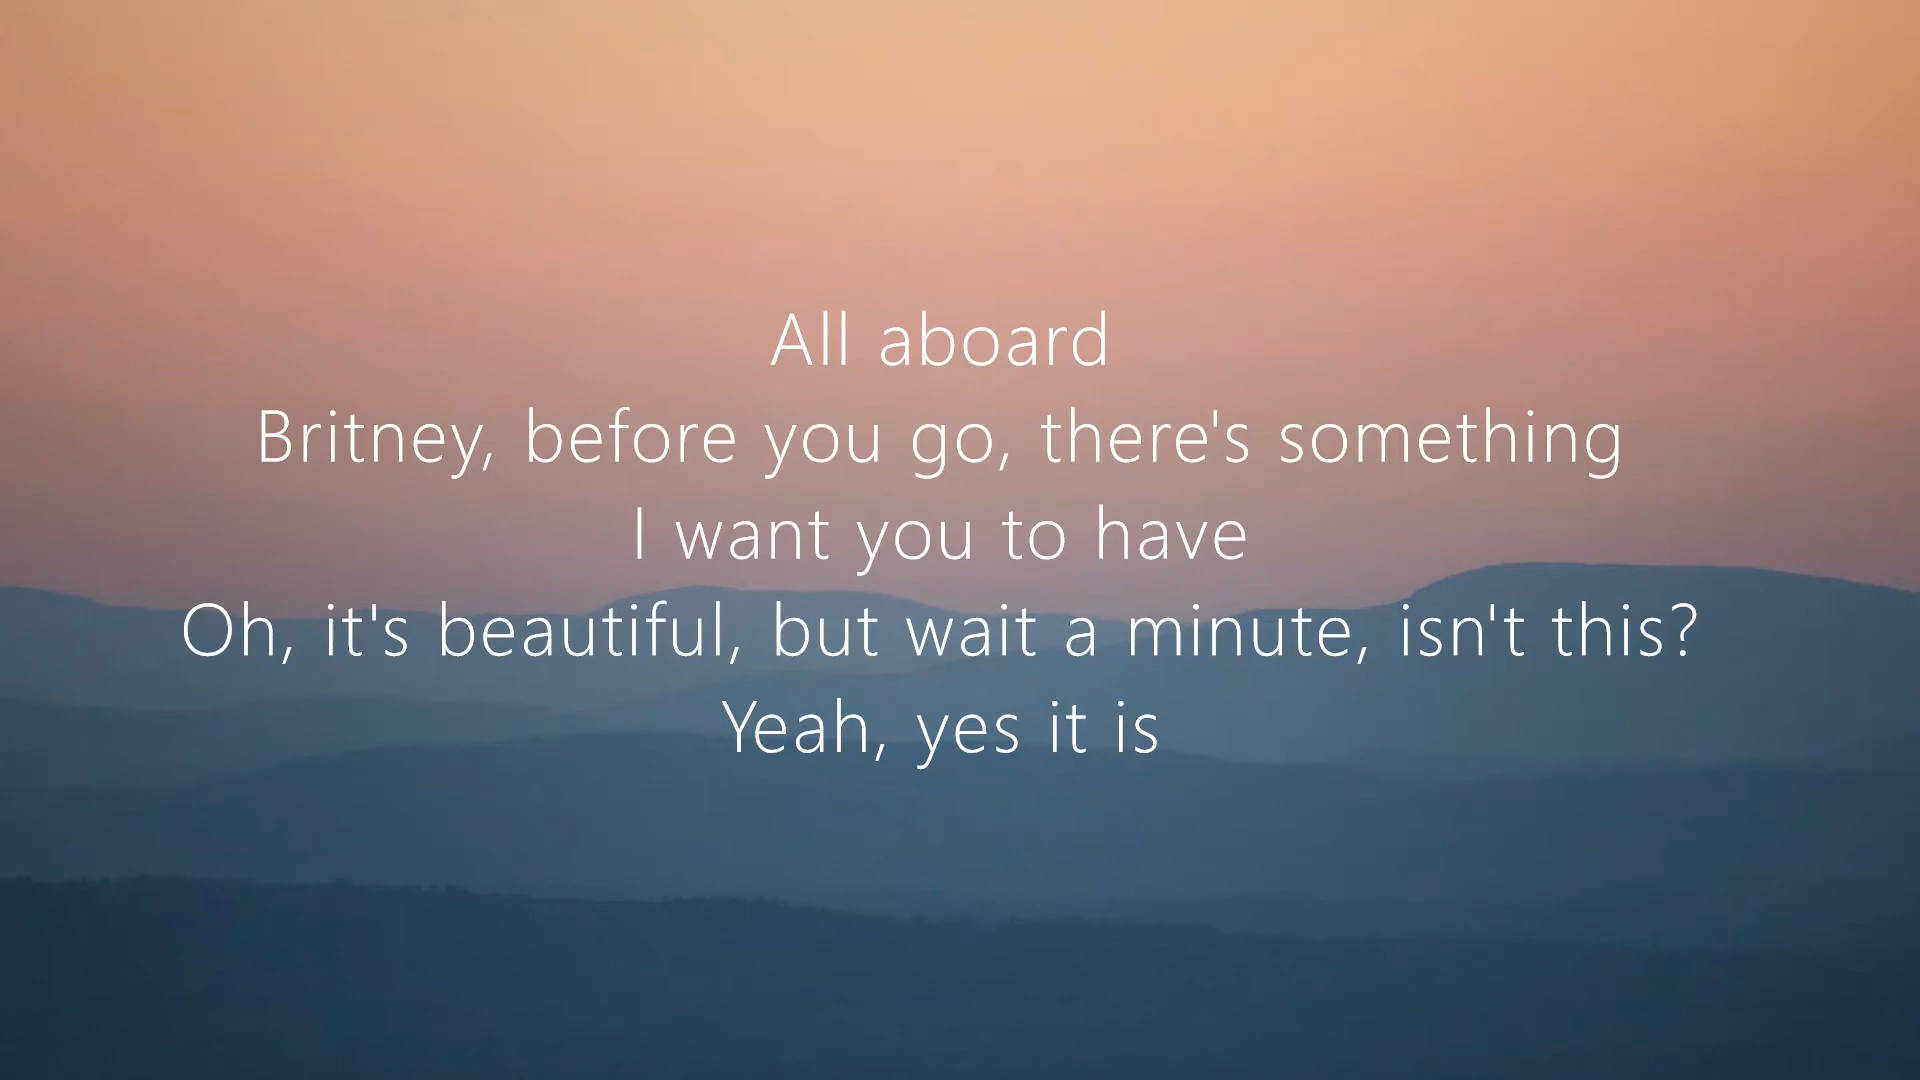 All aboard
Britney, before you go, there's something
I want you to have
Oh, it's beautiful, but wait a minute, isn't this?
Yeah, yes it is